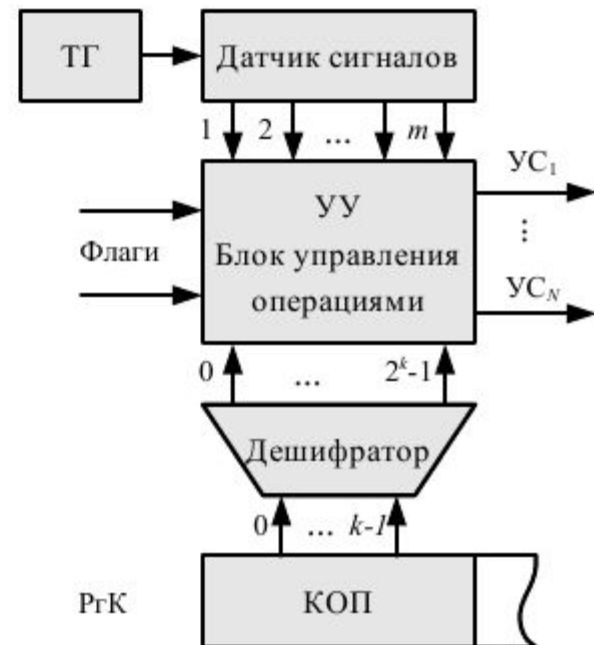 ТГ
Датчик сигналов
1 2 ... m
УУ
Блок управления
операциями
Флаги
УС₁
⋮
УС_N
0 ... 2ᵏ-1
Дешифратор
0 ... k-1
РгК
КОП